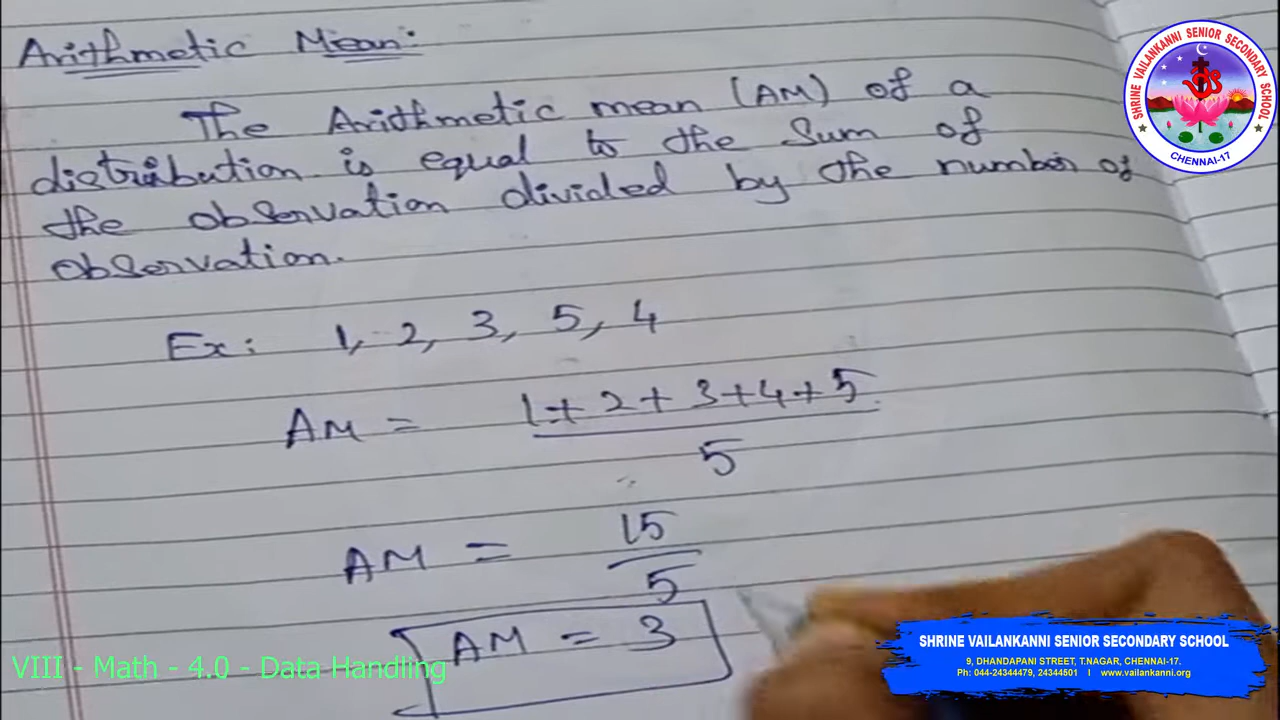 Arithmetic Mean:
The Arithmetic mean (AM) of a
distribution is equal to the Sum of
the observation divided by the number of
observation.
Ex: 1, 2, 3, 5, 4
AM = 1 + 2 + 3 + 4 + 5
5
AM = 15
5
AM = 3
SHRINE VAILANKANNI SENIOR SECONDARY SCHOOL
CHENNAI-17
VIII - Math - 4.0 - Data Handling
SHRINE VAILANKANNI SENIOR SECONDARY SCHOOL
9, DHANDAPANI STREET, T.NAGAR, CHENNAI-17.
Ph: 044-24344479, 24344501 I www.vailankanni.org